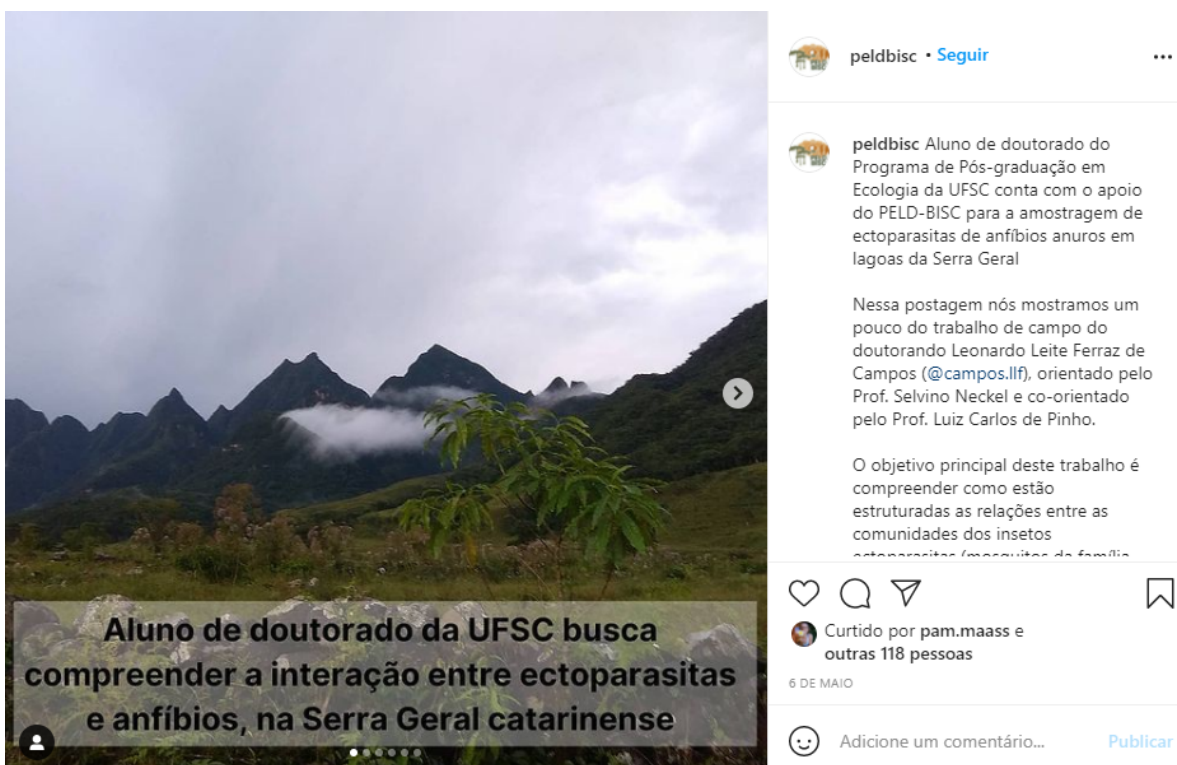 Aluno de doutorado da UFSC busca
compreender a interação entre ectoparasitas
e anfíbios, na Serra Geral catarinense
peldbisc • Seguir
peldbisc Aluno de doutorado do
Programa de Pós-graduação em
Ecologia da UFSC conta com o apoio
do PELD-BISC para a amostragem de
ectoparasitas de anfíbios anuros em
lagoas da Serra Geral
Nessa postagem nós mostramos um
pouco do trabalho de campo do
doutorando Leonardo Leite Ferraz de
Campos (@campos.llf), orientado pelo
Prof. Selvino Neckel e co-orientado
pelo Prof. Luiz Carlos de Pinho.
O objetivo principal deste trabalho é
compreender como estão
estruturadas as relações entre as
comunidades dos insetos
ectoparasitas (mosquitos da família
Curtido por pam.maass e
outras 118 pessoas
6 DE MAIO
Adicione um comentário...
Publicar